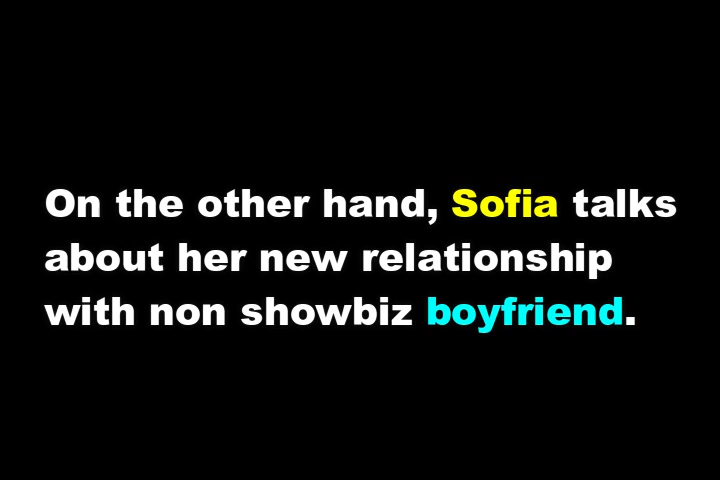 On the other hand, Sofia talks
about her new relationship
with non showbiz boyfriend.